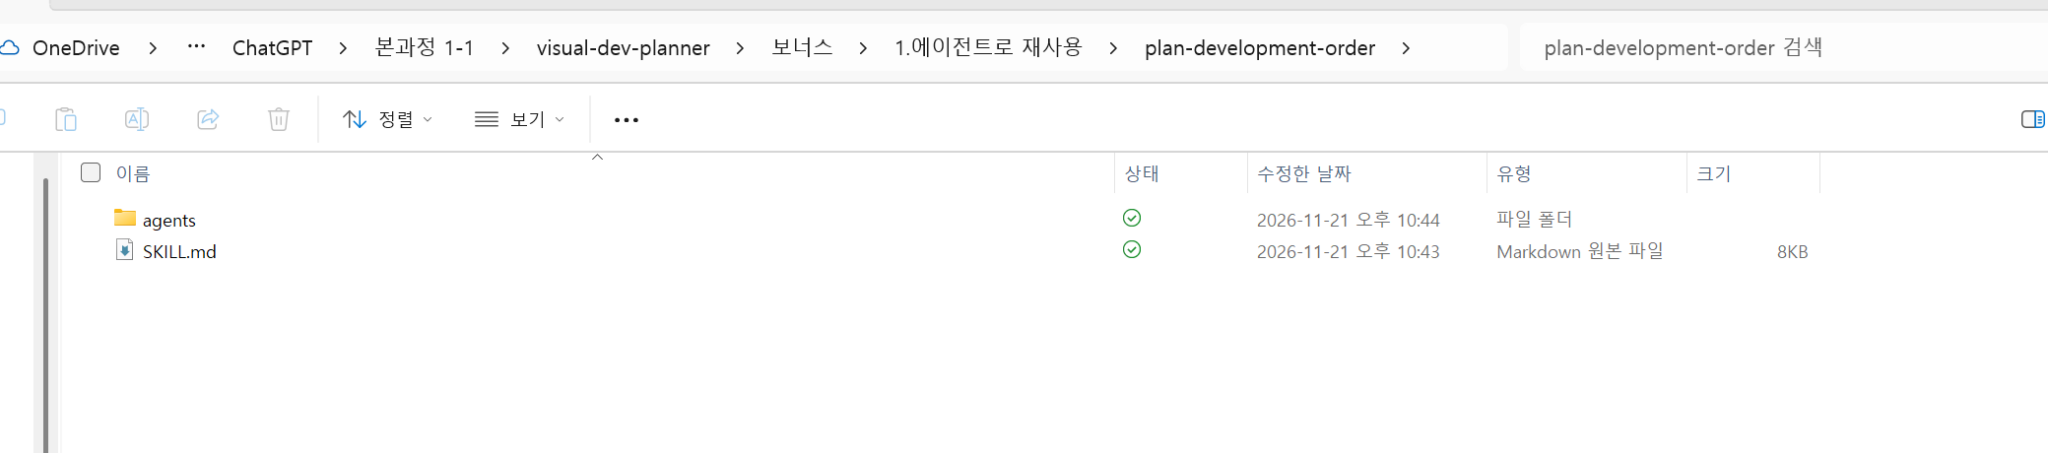 OneDrive > ... ChatGPT > 본과정 1-1 > visual-dev-planner > 보너스 > 1.에이전트로 재사용 > plan-development-order > plan-development-order 검색
정렬 보기 ...
이름 상태 수정한 날짜 유형 크기
agents 2026-11-21 오후 10:44 파일 폴더
SKILL.md 2026-11-21 오후 10:43 Markdown 원본 파일 8KB